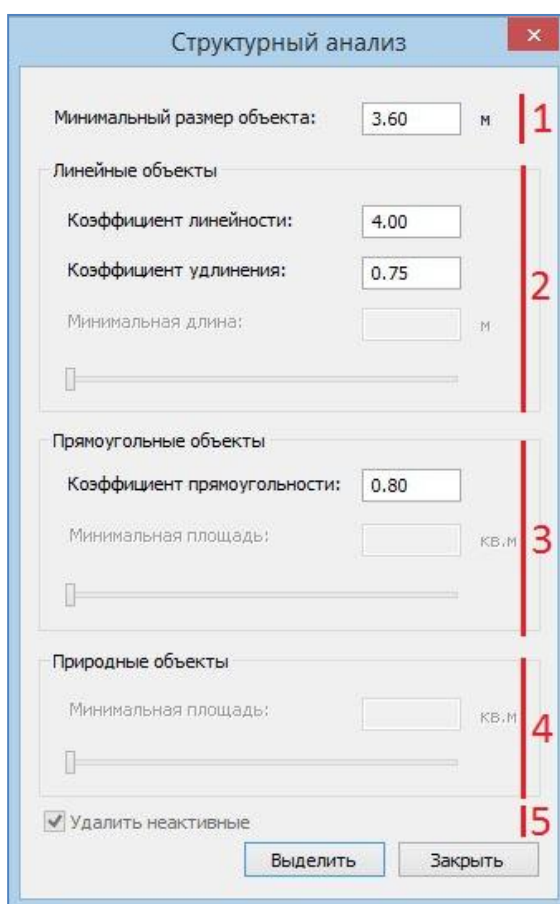 Структурный анализ
Минимальный размер объекта: 3.60 м 1
Линейные объекты
Коэффициент линейности: 4.00
Коэффициент удлинения: 0.75
2
Минимальная длина: м
Прямоугольные объекты
Коэффициент прямоугольности: 0.80
Минимальная площадь: кв.м 3
Природные объекты
Минимальная площадь: кв.м 4
Удалить неактивные 5
Выделить Закрыть